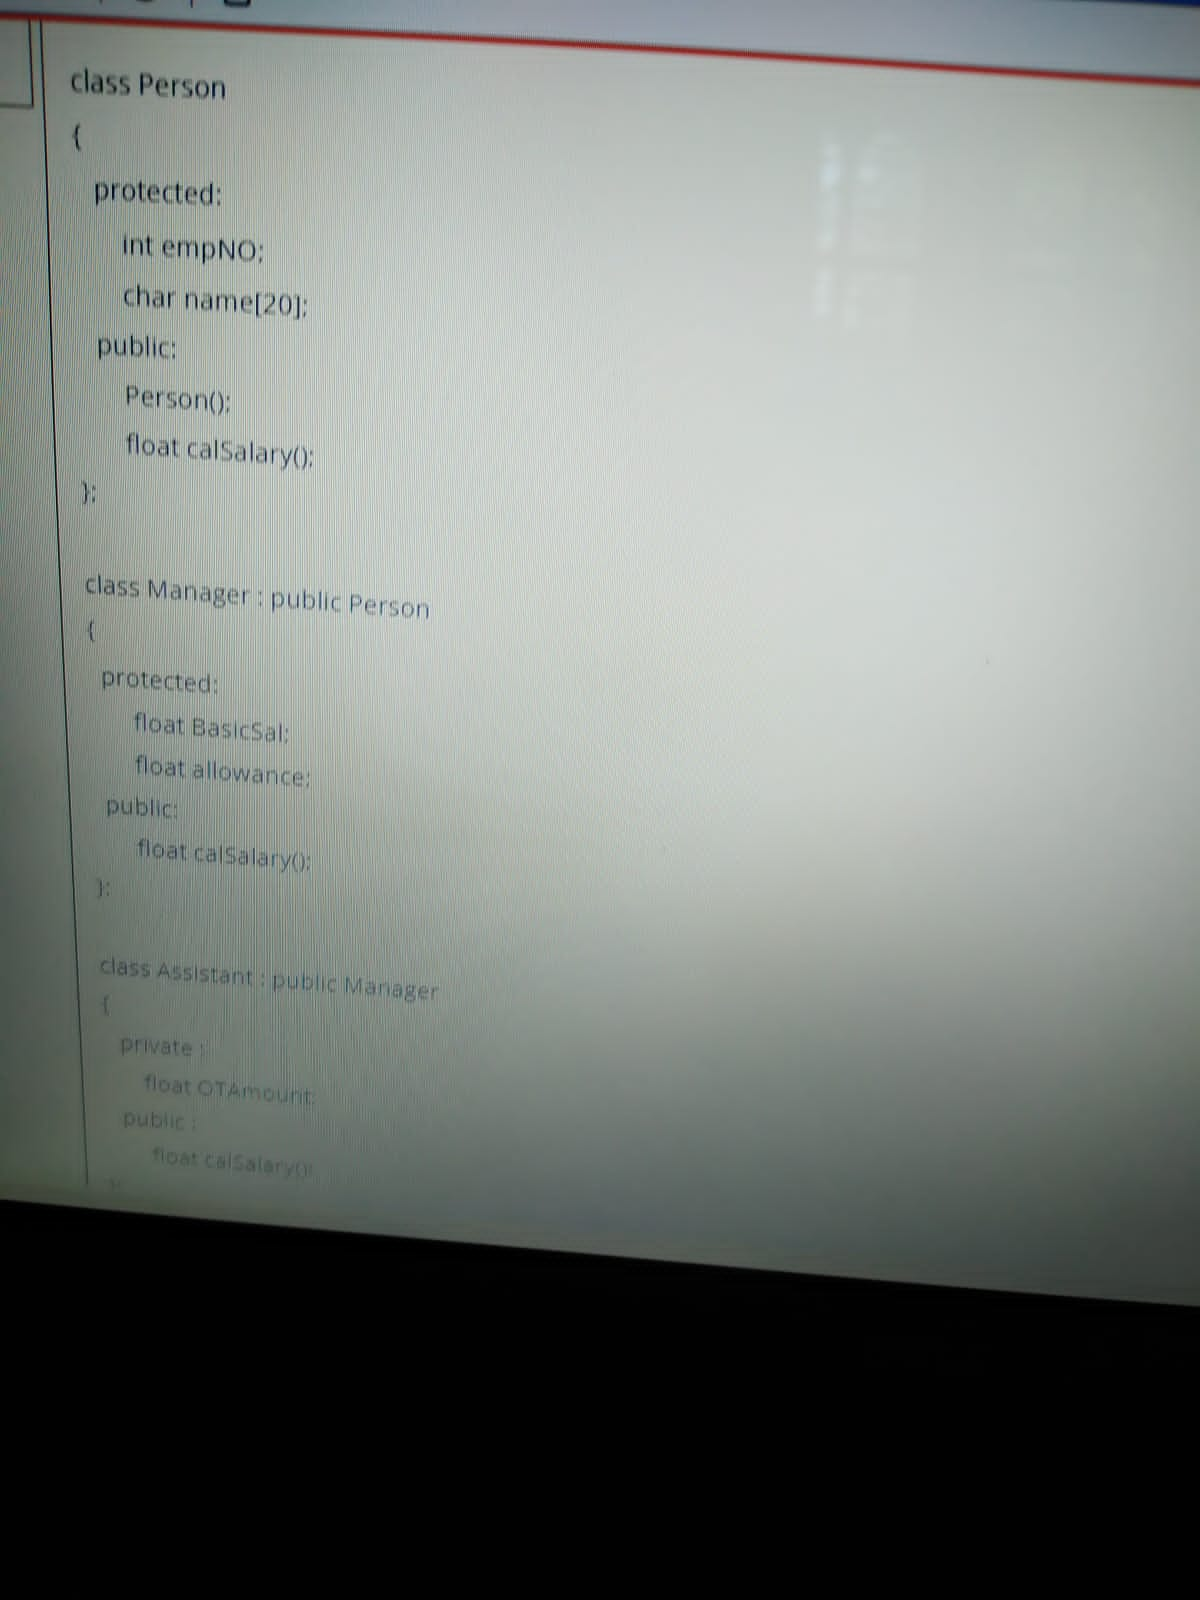 class Person
{
protected:
int empNO;
char name[20];
public:
Person();
float calSalary();
};
class Manager : public Person
{
protected:
float BasicSal;
float allowance;
public:
float calSalary();
};
class Assistant : public Manager
{
private :
float OTAmount;
public :
float calSalary();
};